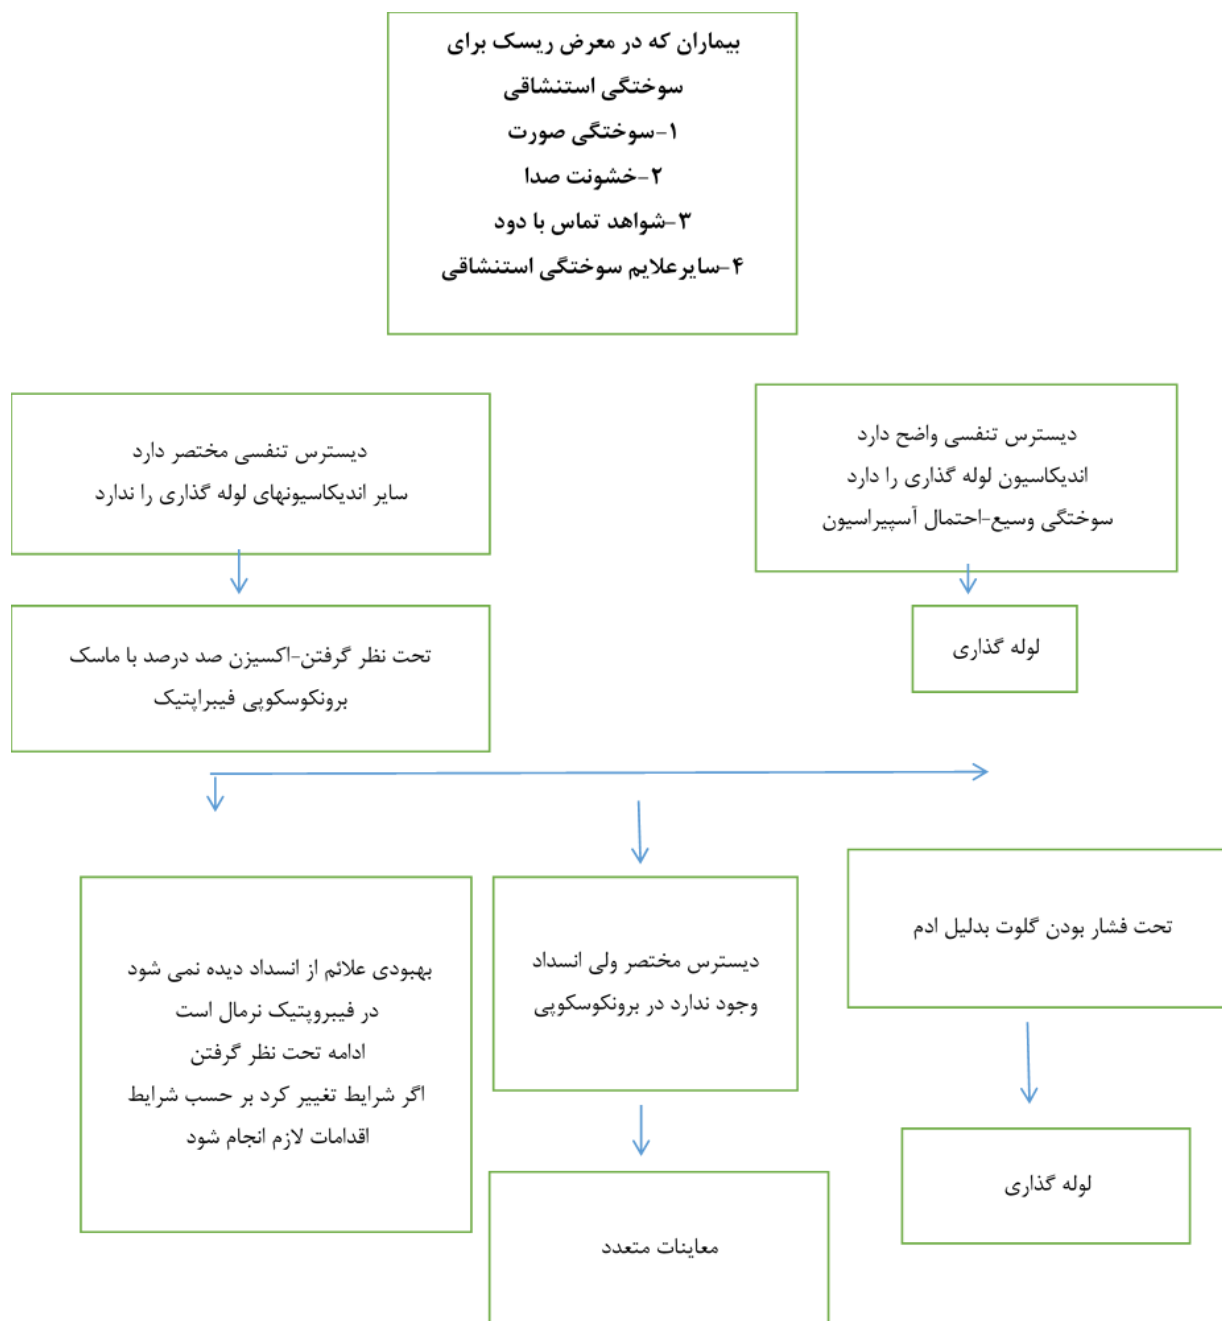 بیماران که در معرض ریسک برای
سوختگی استنشاقی
۱-سوختگی صورت
۲-خشونت صدا
۳-شواهد تماس با دود
۴-سایرعلایم سوختگی استنشاقی
دیسترس تنفسی واضح دارد
اندیکاسیون لوله گذاری را دارد
سوختگی وسیع-احتمال آسپیراسیون
دیسترس تنفسی مختصر دارد
سایر اندیکاسیونهای لوله گذاری را ندارد
لوله گذاری
تحت نظر گرفتن-اکسیزن صد درصد با ماسک
برونکوسکوپی فیبراپتیک
تحت فشار بودن گلوت بدلیل ادم
دیسترس مختصر ولی انسداد
وجود ندارد در برونکوسکوپی
بهبودی علائم از انسداد دیده نمی شود
در فیبروپتیک نرمال است
ادامه تحت نظر گرفتن
اگر شرایط تغییر کرد بر حسب شرایط
اقدامات لازم انجام شود
لوله گذاری
معاینات متعدد